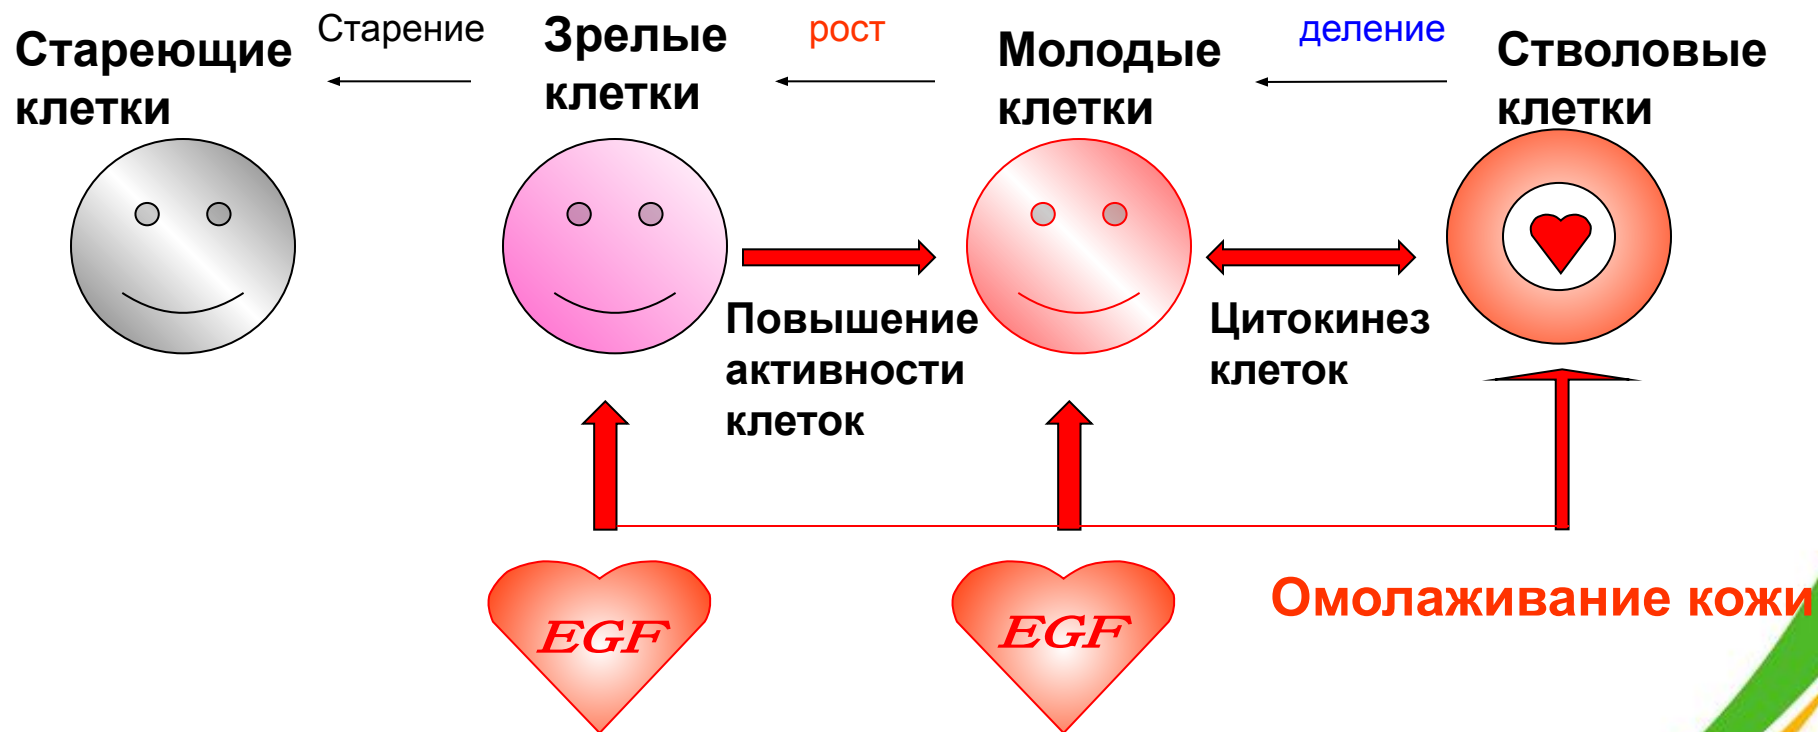 Стареющие
клетки
Старение
Зрелые
клетки
рост
Молодые
клетки
деление
Стволовые
клетки
Повышение
активности
клеток
Цитокинез
клеток
EGF
EGF
Омолаживание кожи